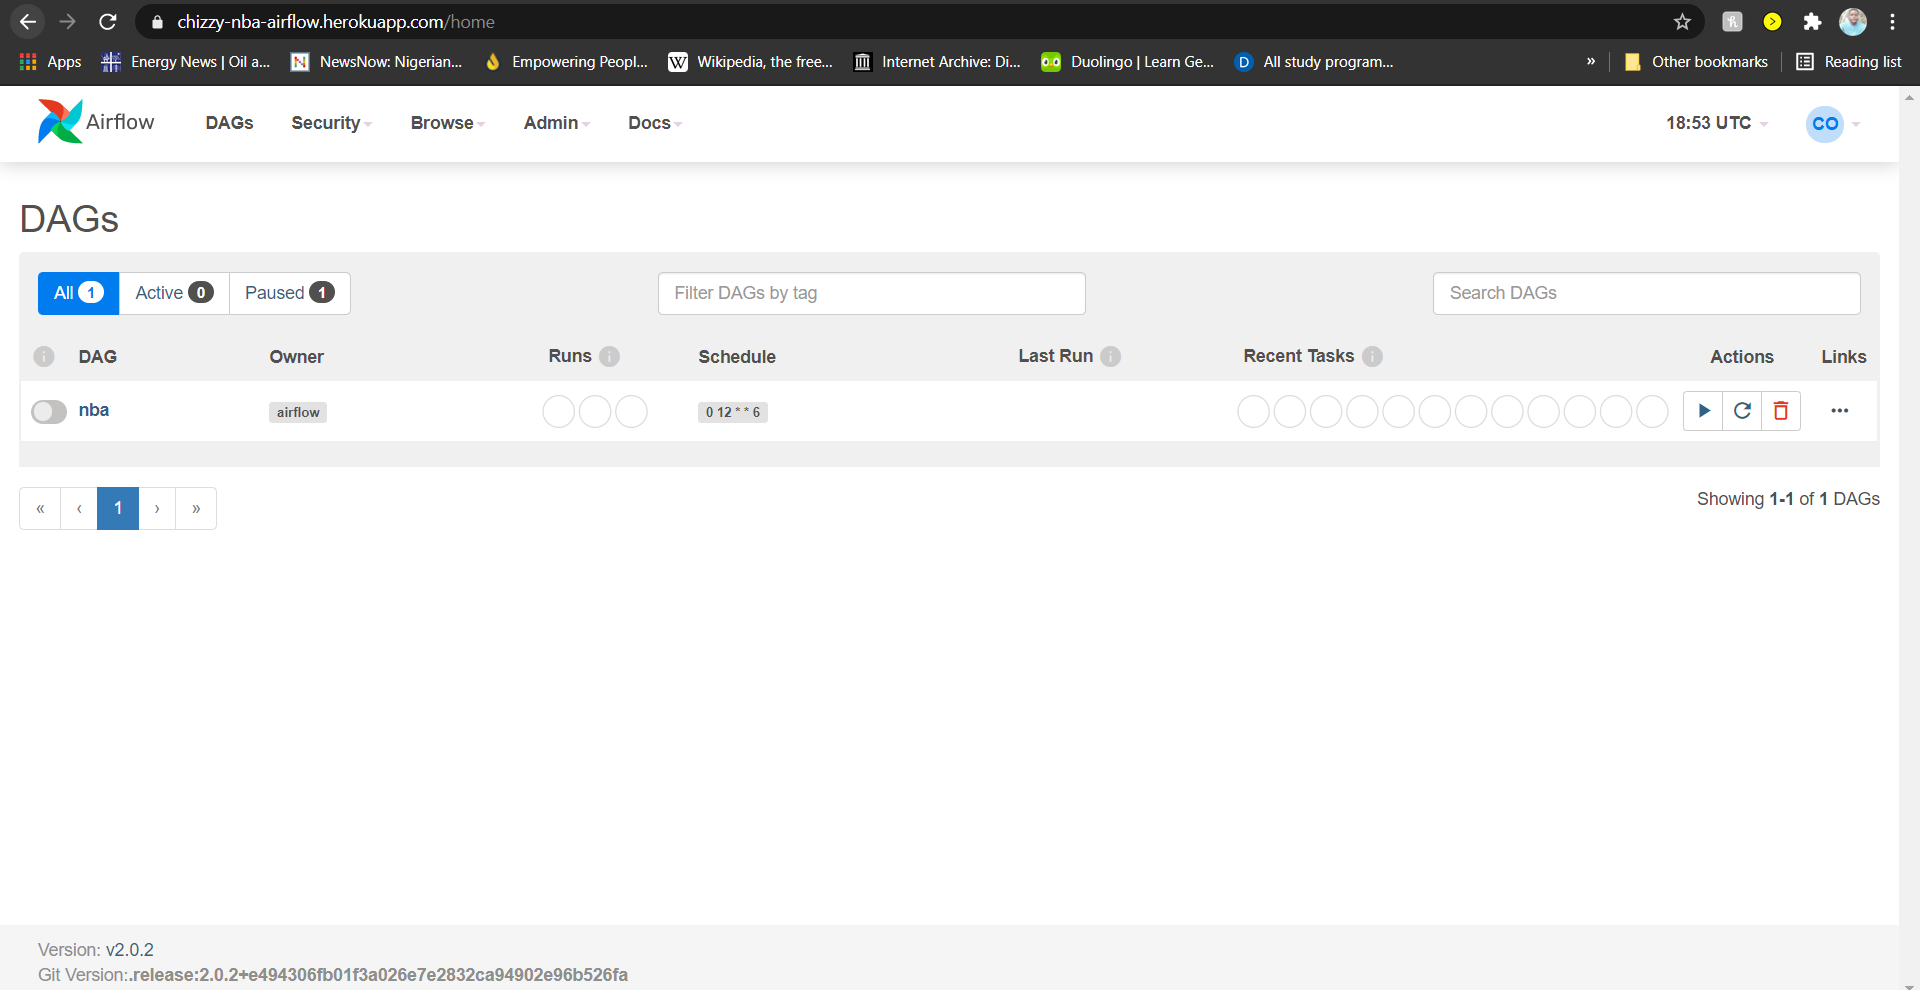 chizzy-nba-airflow.herokuapp.com/home
Apps Energy News | Oil a... NewsNow: Nigerian... Empowering Peopl... Wikipedia, the free... Internet Archive: Di... Duolingo | Learn Ge... All study program... » Other bookmarks Reading list
Airflow DAGs Security Browse Admin Docs 18:53 UTC CO
DAGs
All 1 Active 0 Paused 1 Filter DAGs by tag Search DAGs
DAG Owner Runs Schedule Last Run Recent Tasks Actions Links
nba airflow 0 12 * * 6
« ‹ 1 › » Showing 1-1 of 1 DAGs
Version: v2.0.2
Git Version:.release:2.0.2+e494306fb01f3a026e7e2832ca94902e96b526fa